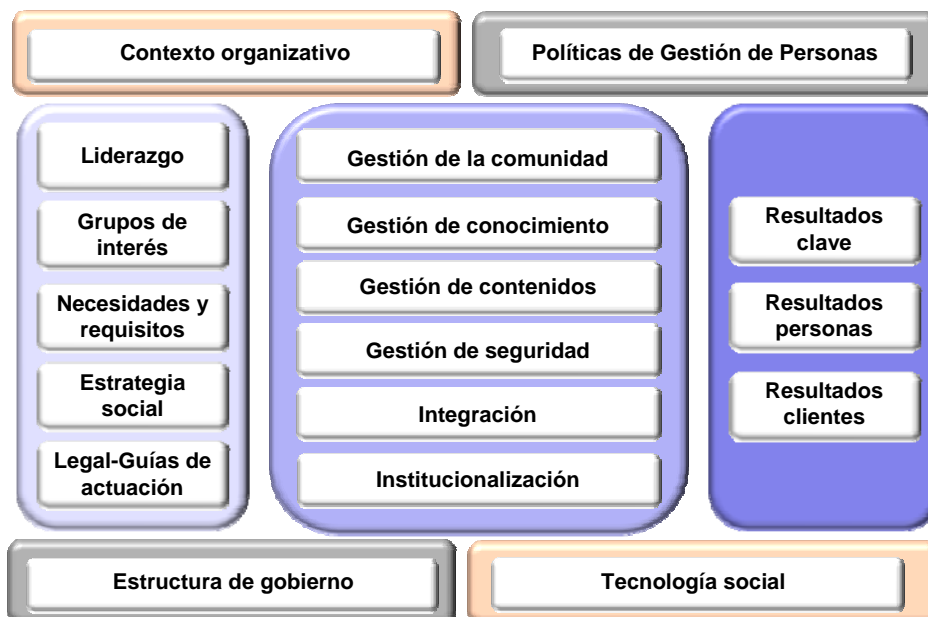 Contexto organizativo
Políticas de Gestión de Personas
Liderazgo
Grupos de
interés
Necesidades y
requisitos
Estrategia
social
Legal-Guías de
actuación
Gestión de la comunidad
Gestión de conocimiento
Gestión de contenidos
Gestión de seguridad
Integración
Institucionalización
Resultados
clave
Resultados
personas
Resultados
clientes
Estructura de gobierno
Tecnología social